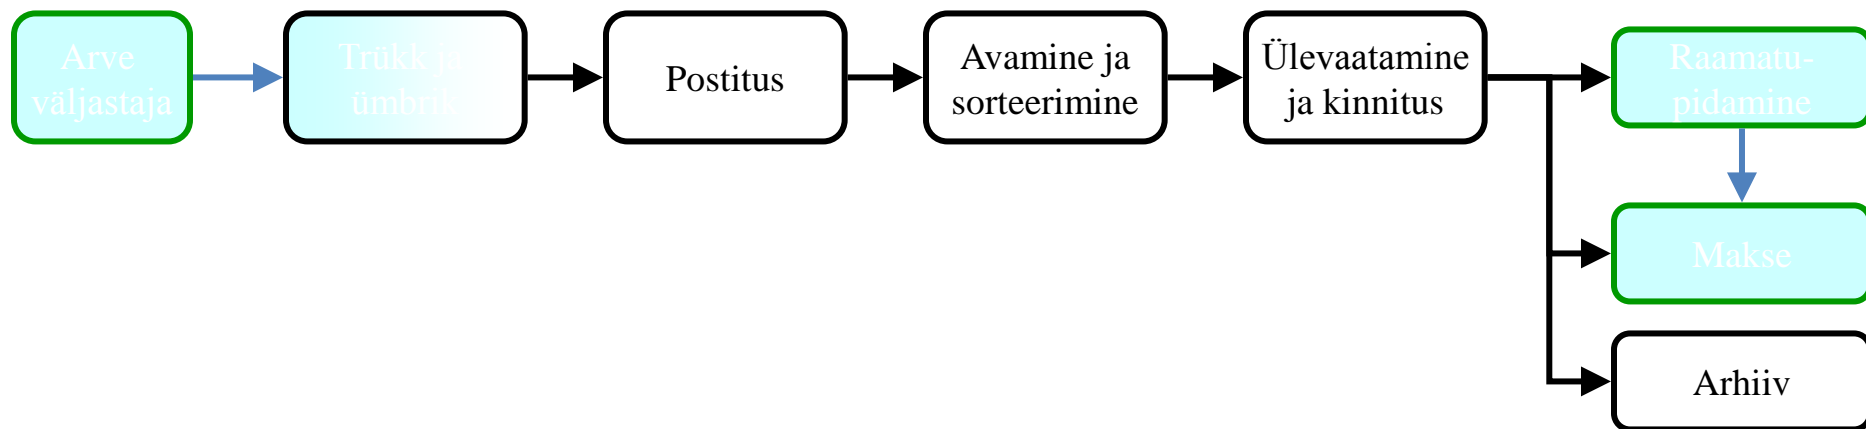 Arve
väljastaja
Trükk ja
ümbrik
Postitus
Avamine ja
sorteerimine
Ülevaatamine
ja kinnitus
Raamatu-
pidamine
Makse
Arhiiv